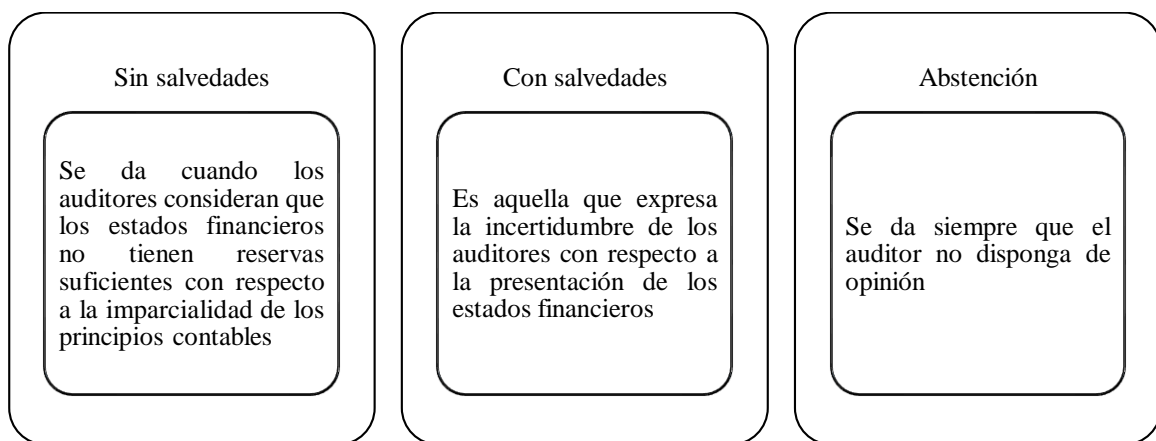 Sin salvedades
Se da cuando los
auditores consideran que
los estados financieros
no tienen reservas
suficientes con respecto
a la imparcialidad de los
principios contables
Con salvedades
Es aquella que expresa
la incertidumbre de los
auditores con respecto a
la presentación de los
estados financieros
Abstención
Se da siempre que el
auditor no disponga de
opinión